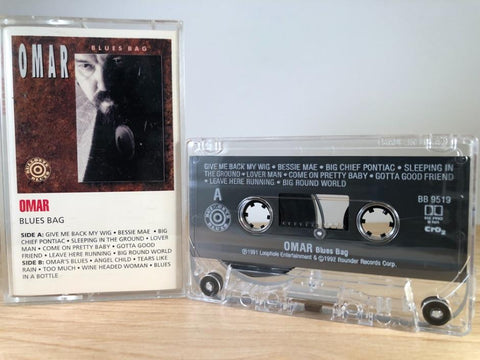 BLUES BAG
OMAR
BULLSEYE
BLUES
OMAR
BLUES BAG
SIDE A: GIVE ME BACK MY WIG • BESSIE MAE • BIG
CHIEF PONTIAC • SLEEPING IN THE GROUND • LOVER
MAN • COME ON PRETTY BABY • GOTTA GOOD
FRIEND • LEAVE HERE RUNNING • BIG ROUND WORLD
SIDE B: OMAR'S BLUES • ANGEL CHILD • TEARS LIKE
RAIN • TOO MUCH • WINE HEADED WOMAN • BLUES
IN A BOTTLE
GIVE ME BACK MY WIG • BESSIE MAE • BIG CHIEF PONTIAC • SLEEPING IN
THE GROUND • LOVER MAN • COME ON PRETTY BABY • GOTTA GOOD FRIEND
• LEAVE HERE RUNNING • BIG ROUND WORLD
A
BULLSEYE
BLUES
BB 9519
OMAR Blues Bag
℗1991 Loophole Entertainment & ©1992 Rounder Records Corp.